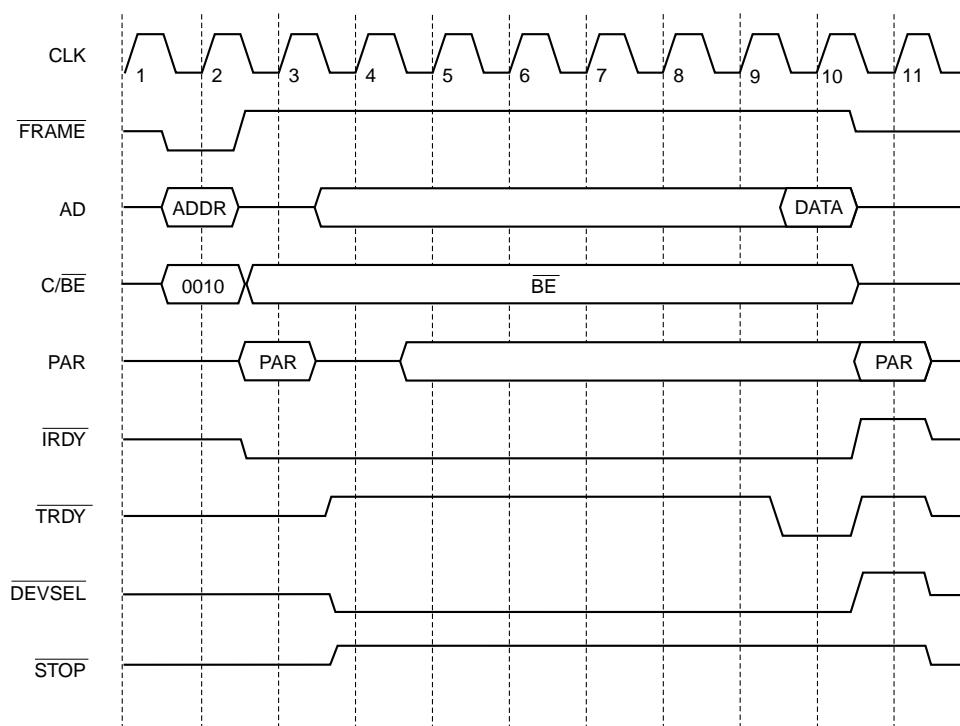 CLK
1 2 3 4 5 6 7 8 9 10 11
FRAME
AD ADDR DATA
C/BE 0010 BE
PAR PAR PAR
IRDY
TRDY
DEVSEL
STOP